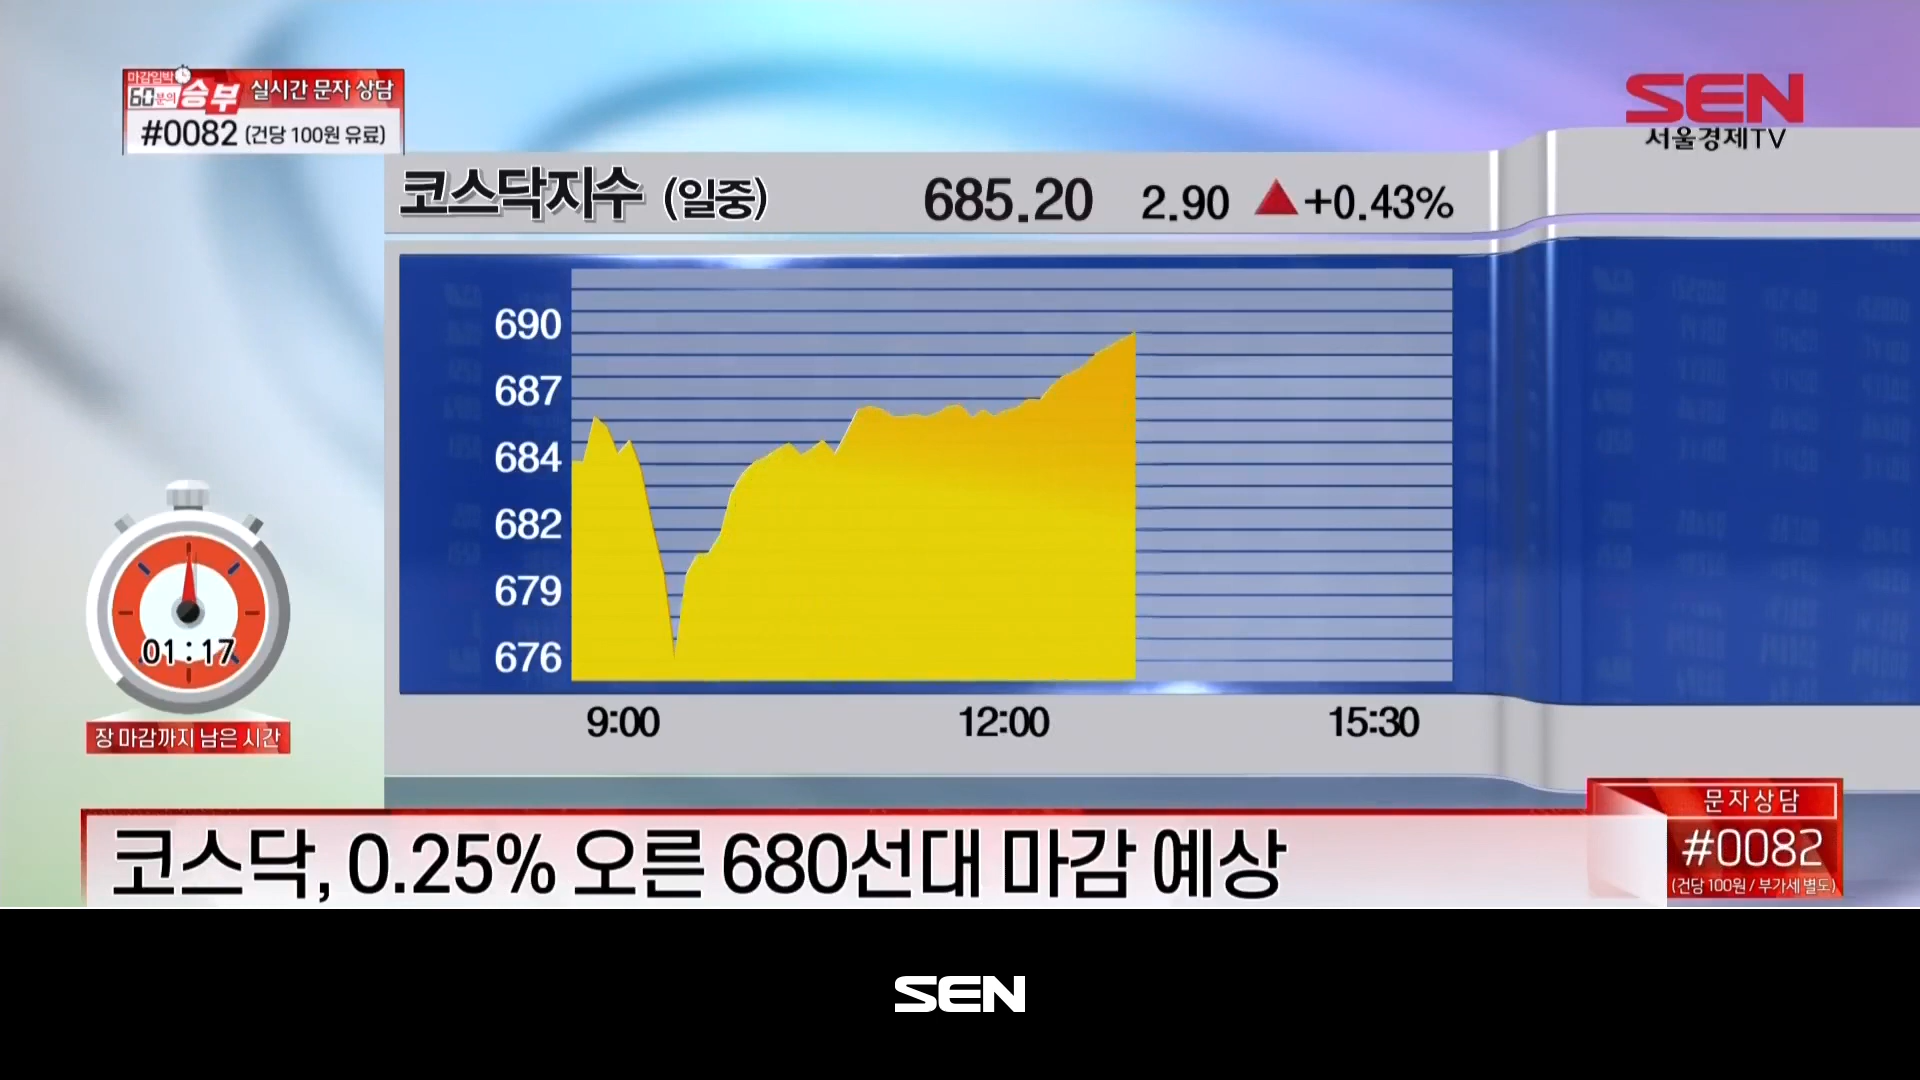 마감임박
60분의 승부 실시간 문자 상담
#0082 (건당 100원 유료)
SEN
서울경제TV
코스닥지수 (일중) 685.20 2.90 ▲+0.43%
690
687
684
682
679
676
9:00 12:00 15:30
01:17
장 마감까지 남은 시간
코스닥, 0.25% 오른 680선대 마감 예상
문자상담
#0082
(건당 100원 / 부가세 별도)
SEN